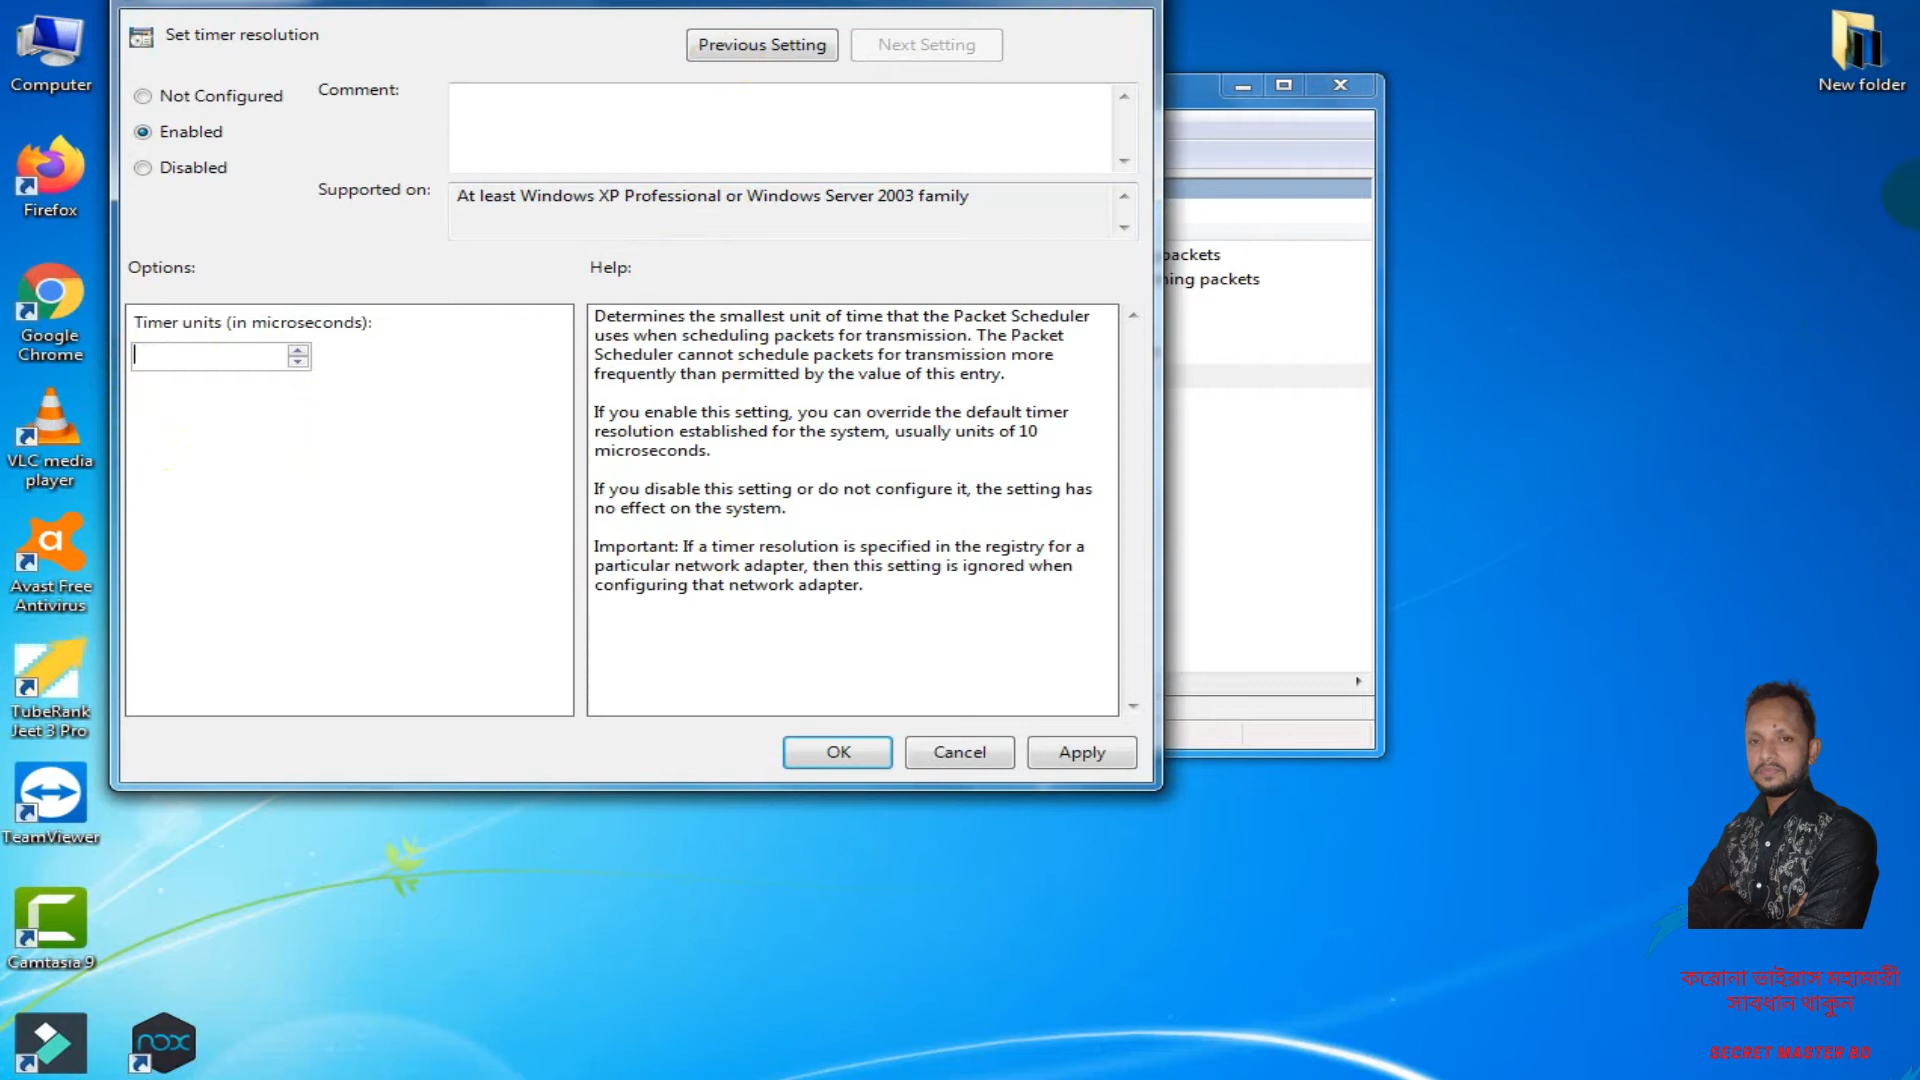 Set timer resolution
Previous Setting
Next Setting
Not Configured
Enabled
Disabled
Comment:
Supported on:
At least Windows XP Professional or Windows Server 2003 family
Options:
Help:
Timer units (in microseconds):
Determines the smallest unit of time that the Packet Scheduler
uses when scheduling packets for transmission. The Packet
Scheduler cannot schedule packets for transmission more
frequently than permitted by the value of this entry.
If you enable this setting, you can override the default timer
resolution established for the system, usually units of 10
microseconds.
If you disable this setting or do not configure it, the setting has
no effect on the system.
Important: If a timer resolution is specified in the registry for a
particular network adapter, then this setting is ignored when
configuring that network adapter.
OK
Cancel
Apply
packets
ning packets
Computer
Firefox
Google
Chrome
VLC media
player
a
Avast Free
Antivirus
TubeRank
Jeet 3 Pro
TeamViewer
Camtasia 9
nox
New folder
করোনা ভাইরাস মহামারী
সাবধান থাকুন
SECRET MASTER BD